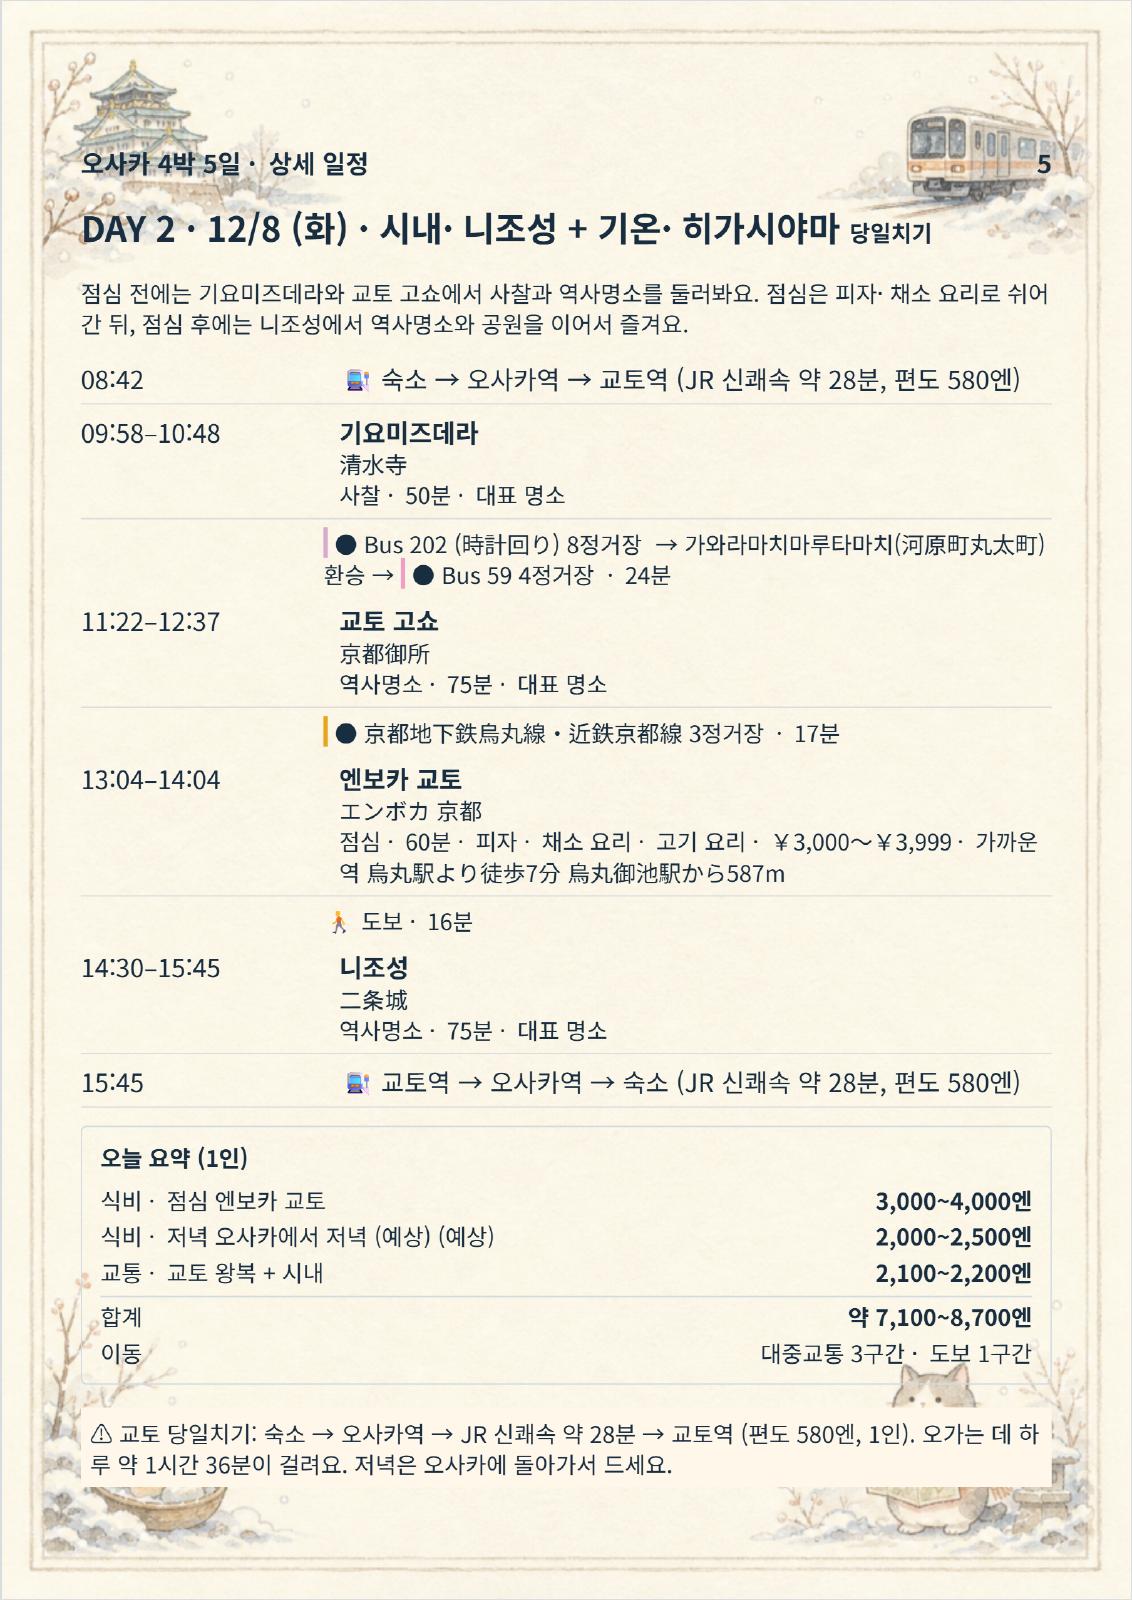 오사카 4박 5일 · 상세 일정
5
DAY 2 · 12/8 (화) · 시내· 니조성 + 기온· 히가시야마 당일치기
점심 전에는 기요미즈데라와 교토 고쇼에서 사찰과 역사명소를 둘러봐요. 점심은 피자· 채소 요리로 쉬어
간 뒤, 점심 후에는 니조성에서 역사명소와 공원을 이어서 즐겨요.
08:42 숙소 → 오사카역 → 교토역 (JR 신쾌속 약 28분, 편도 580엔)
09:58–10:48 기요미즈데라
清水寺
사찰 · 50분 · 대표 명소
● Bus 202 (時計回り) 8정거장 → 가와라마치마루타마치(河原町丸太町)
환승 → ● Bus 59 4정거장 · 24분
11:22–12:37 교토 고쇼
京都御所
역사명소 · 75분 · 대표 명소
● 京都地下鉄烏丸線・近鉄京都線 3정거장 · 17분
13:04–14:04 엔보카 교토
エンボカ 京都
점심 · 60분 · 피자 · 채소 요리 · 고기 요리 · ￥3,000～￥3,999 · 가까운
역 烏丸駅より徒歩7分 烏丸御池駅から587m
도보 · 16분
14:30–15:45 니조성
二条城
역사명소 · 75분 · 대표 명소
15:45 교토역 → 오사카역 → 숙소 (JR 신쾌속 약 28분, 편도 580엔)
오늘 요약 (1인)
식비 · 점심 엔보카 교토 3,000~4,000엔
식비 · 저녁 오사카에서 저녁 (예상) (예상) 2,000~2,500엔
교통 · 교토 왕복 + 시내 2,100~2,200엔
합계 약 7,100~8,700엔
이동 대중교통 3구간 · 도보 1구간
⚠ 교토 당일치기: 숙소 → 오사카역 → JR 신쾌속 약 28분 → 교토역 (편도 580엔, 1인). 오가는 데 하
루 약 1시간 36분이 걸려요. 저녁은 오사카에 돌아가서 드세요.